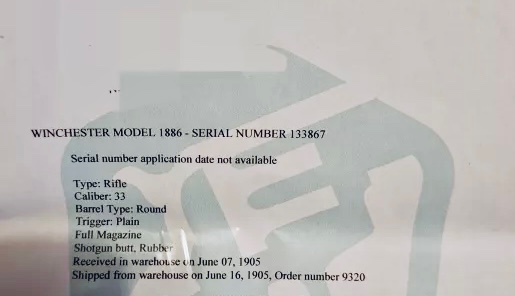 WINCHESTER MODEL 1886 - SERIAL NUMBER 133867
Serial number application date not available
Type: Rifle
Caliber: 33
Barrel Type: Round
Trigger: Plain
Full Magazine
Shotgun butt, Rubber
Received in warehouse on June 07, 1905
Shipped from warehouse on June 16, 1905, Order number 9320